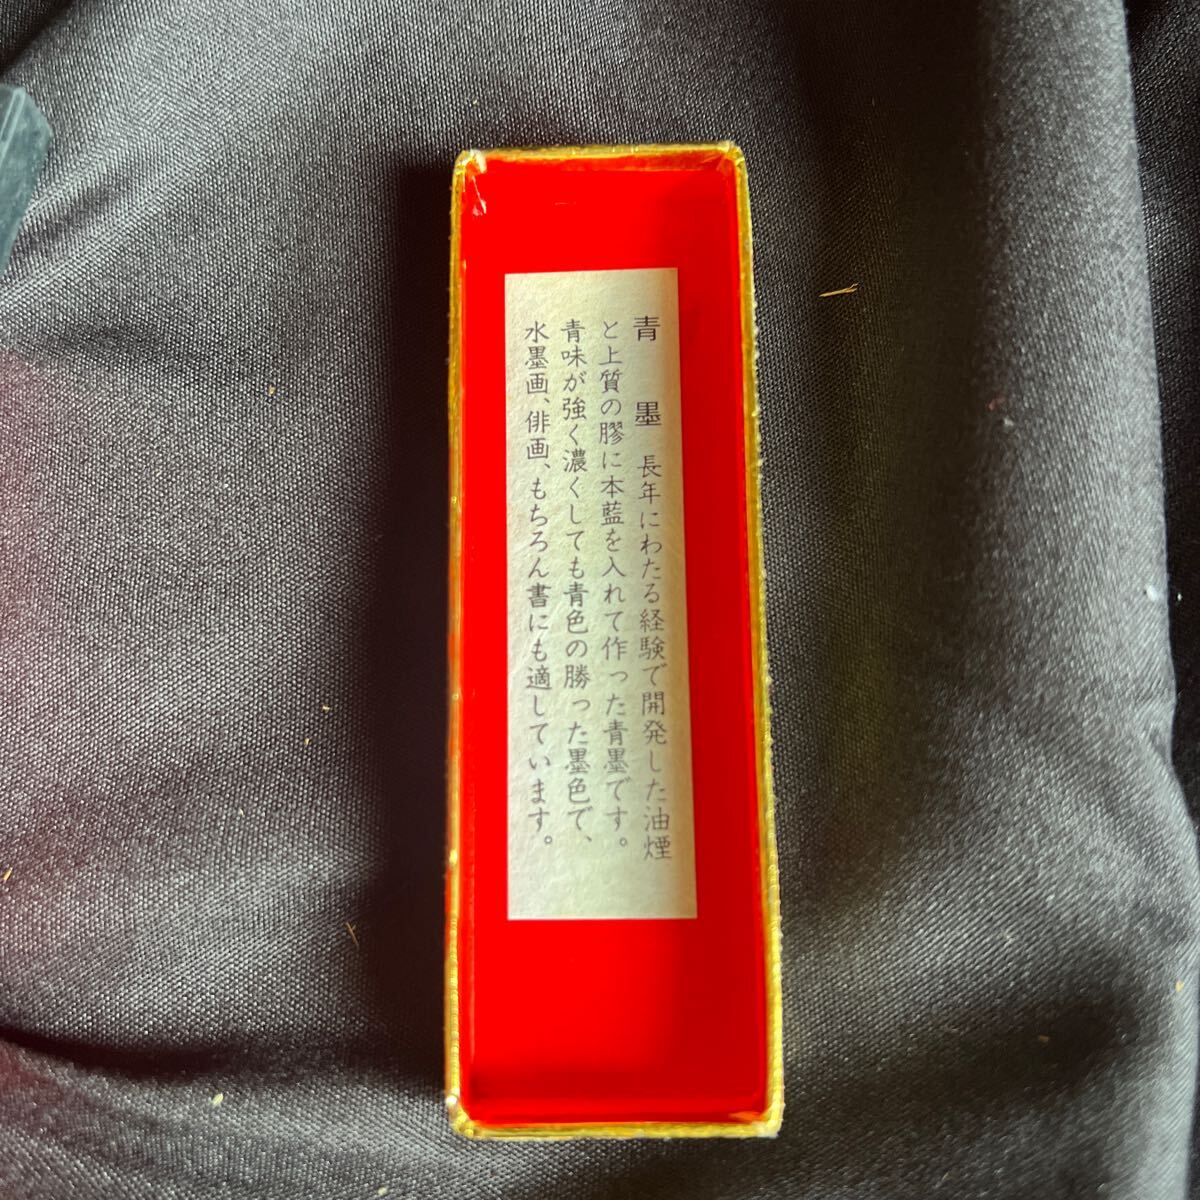 青墨 長年にわたる経験で開発した油煙
と上質の膠に本藍を入れて作った青墨です。
青味が強く濃くしても青色の勝った墨色で、
水墨画、俳画、もちろん書にも適しています。